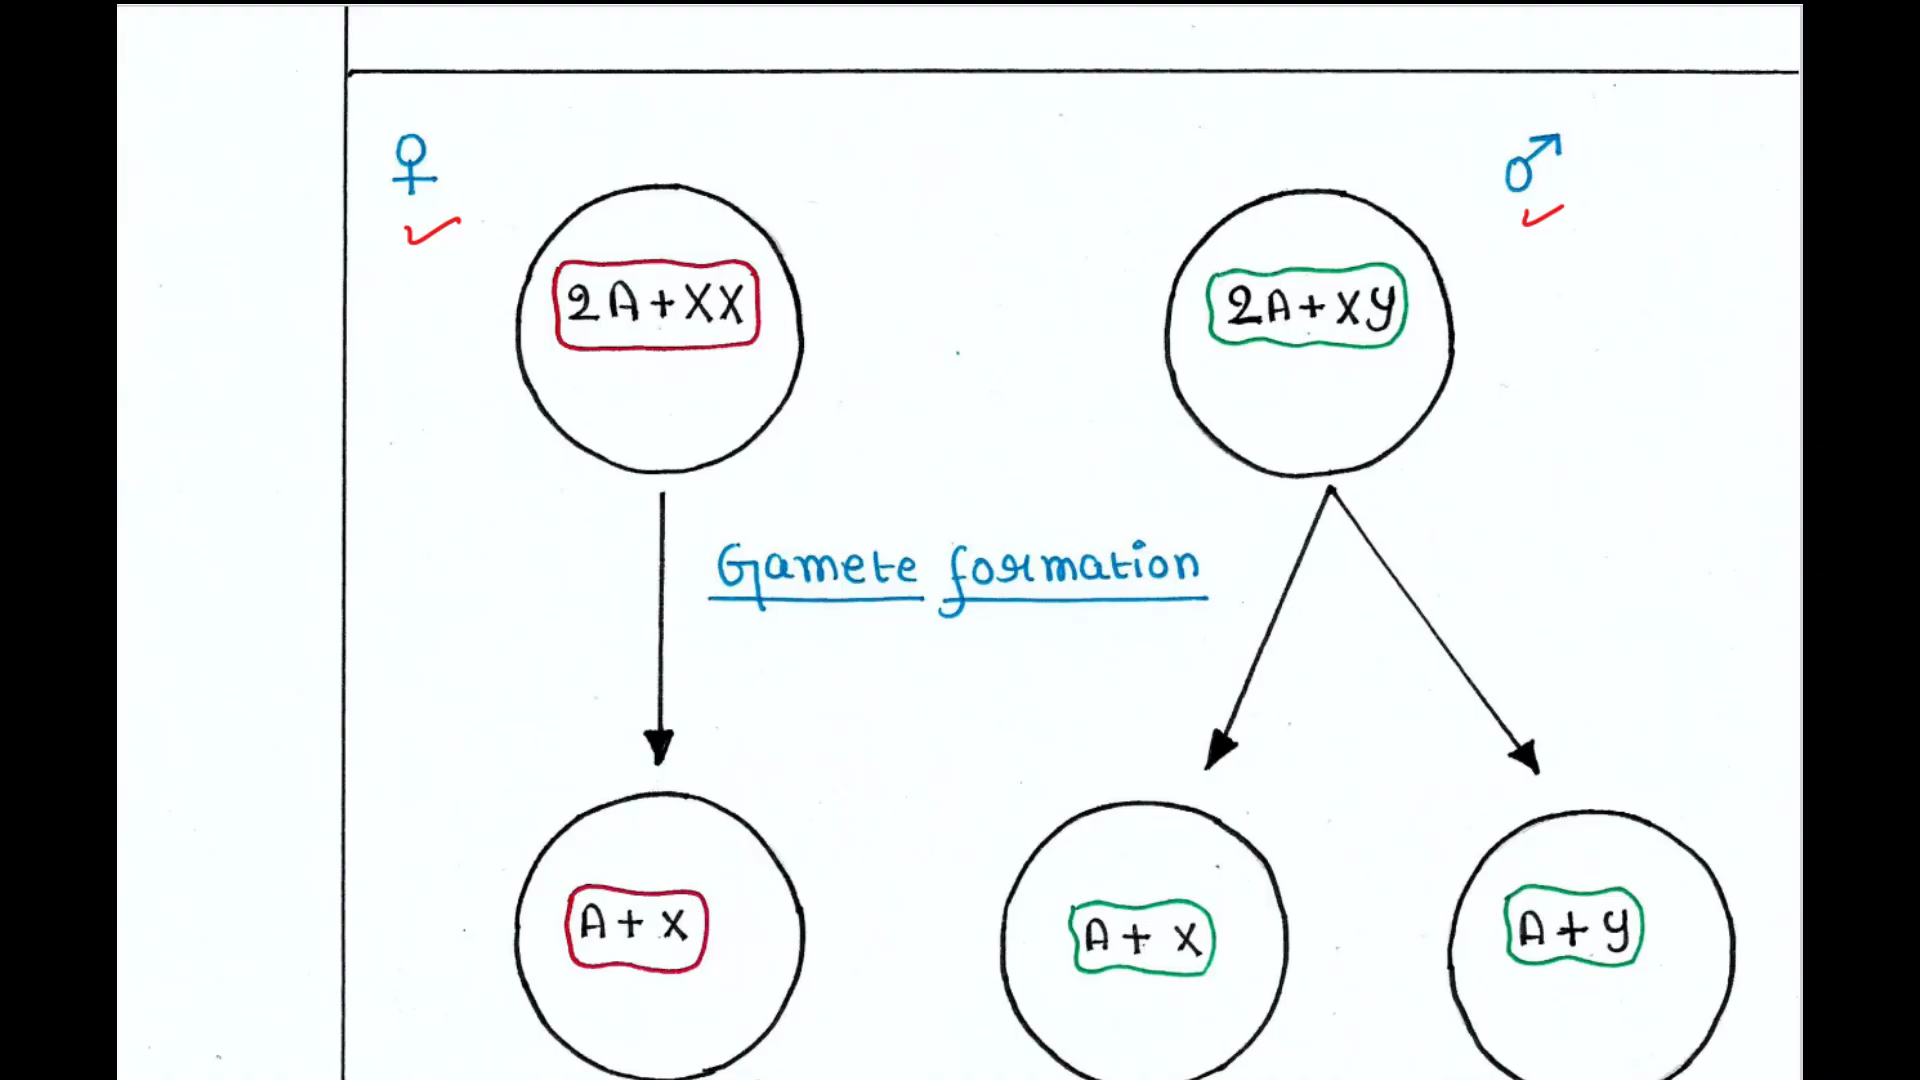 ♀ ♂
2A+XX 2A+XY
Gamete formation
A+X A+X A+Y